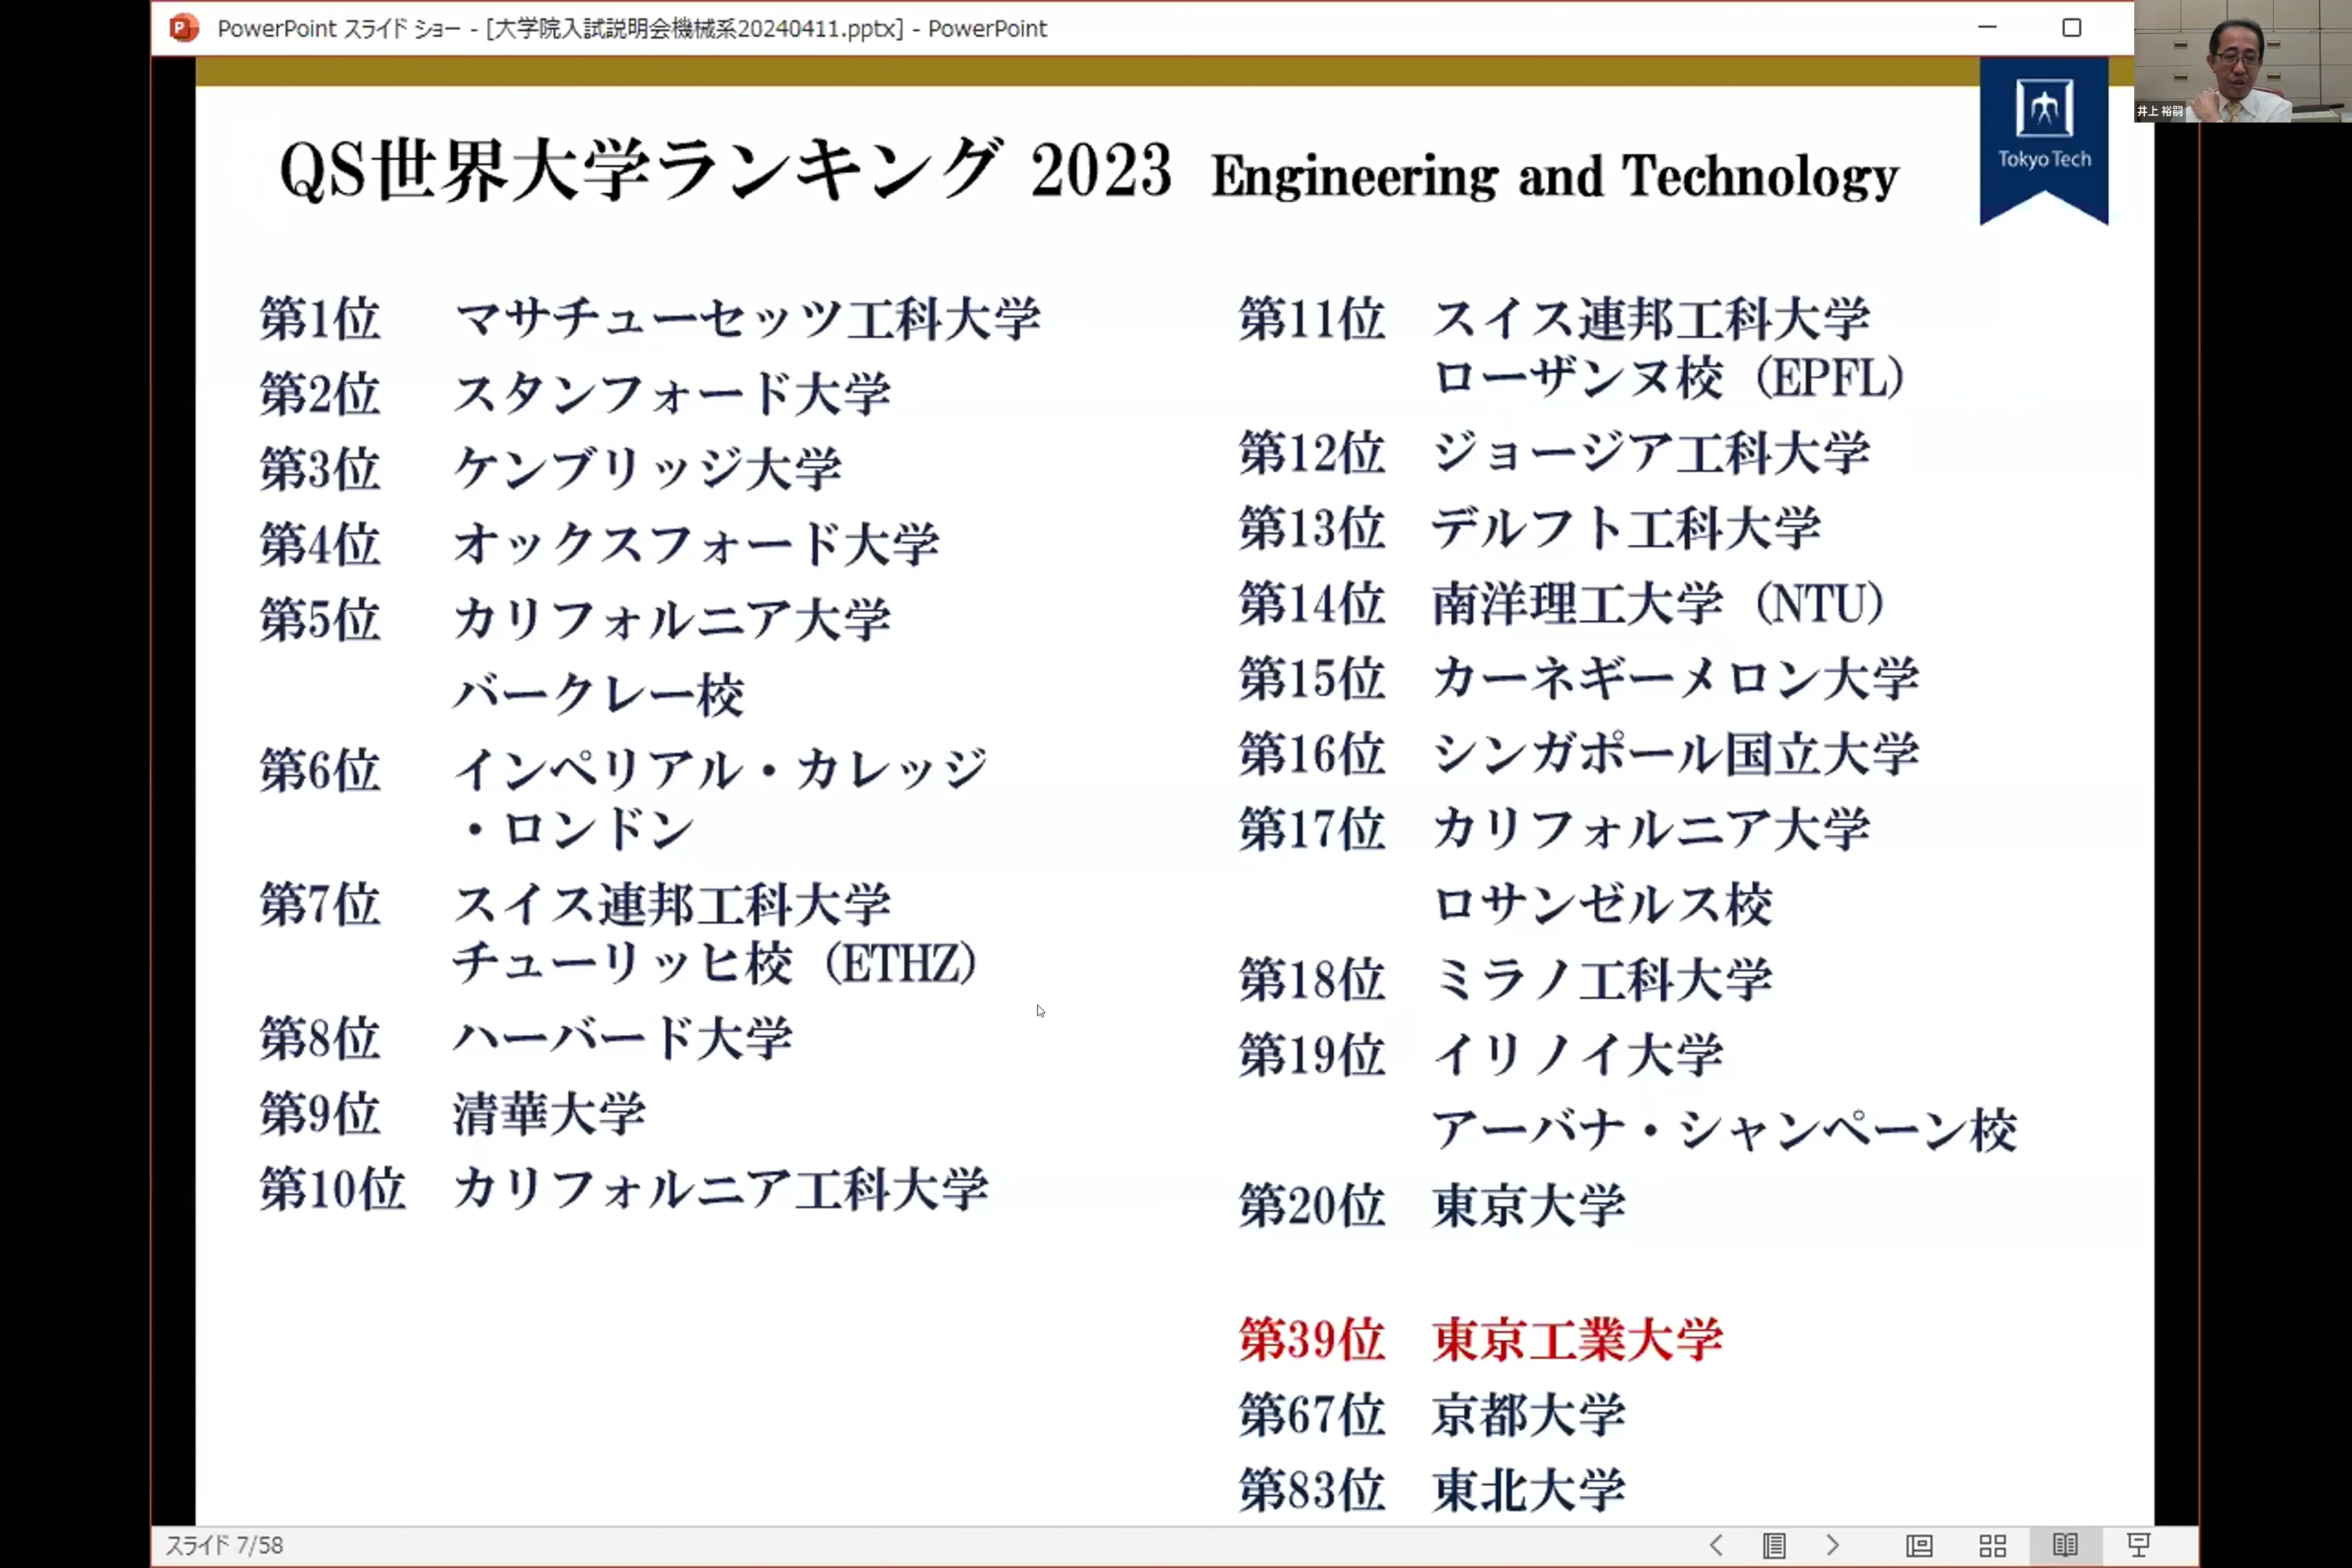 PowerPoint スライド ショー - [大学院入試説明会機械系20240411.pptx] - PowerPoint
井上 裕嗣
Tokyo Tech
QS世界大学ランキング 2023 Engineering and Technology
第1位 マサチューセッツ工科大学
第2位 スタンフォード大学
第3位 ケンブリッジ大学
第4位 オックスフォード大学
第5位 カリフォルニア大学
バークレー校
第6位 インペリアル・カレッジ
・ロンドン
第7位 スイス連邦工科大学
チューリッヒ校（ETHZ）
第8位 ハーバード大学
第9位 清華大学
第10位 カリフォルニア工科大学
第11位 スイス連邦工科大学
ローザンヌ校（EPFL）
第12位 ジョージア工科大学
第13位 デルフト工科大学
第14位 南洋理工大学（NTU）
第15位 カーネギーメロン大学
第16位 シンガポール国立大学
第17位 カリフォルニア大学
ロサンゼルス校
第18位 ミラノ工科大学
第19位 イリノイ大学
アーバナ・シャンペーン校
第20位 東京大学
第39位 東京工業大学
第67位 京都大学
第83位 東北大学
スライド 7/58